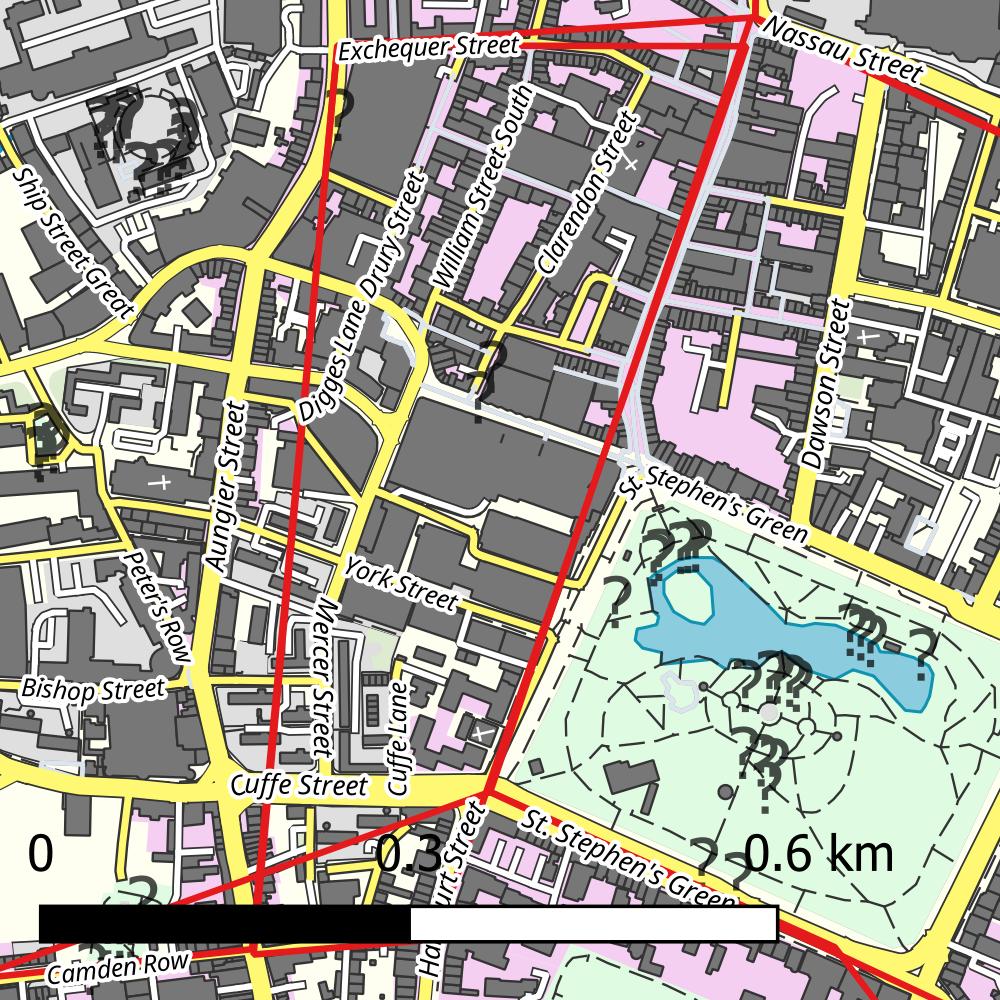 Exchequer Street
Nassau Street
William Street South
Clarendon Street
Drury Street
Ship Street Great
Digges Lane
Dawson Street
Aungier Street
St. Stephen's Green
York Street
Peter's Row
Mercer Street
Bishop Street
Cuffe Lane
Cuffe Street
St. Stephen's Green
0
0.3
0.6 km
Camden Row